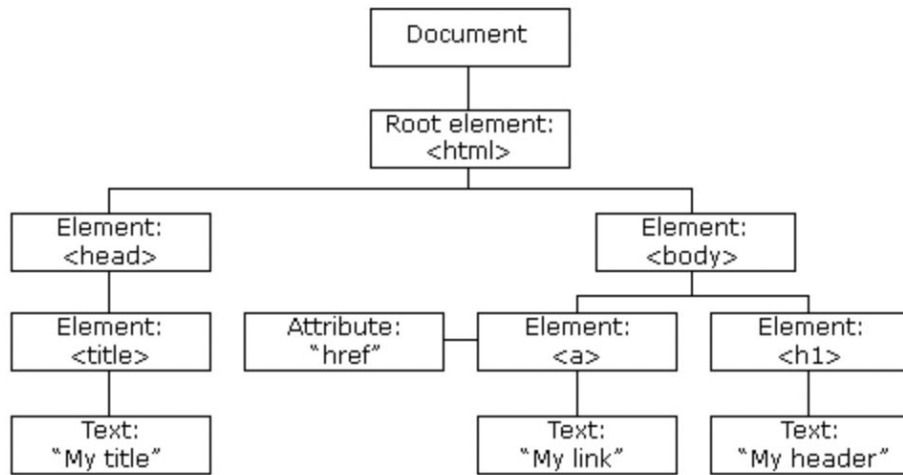 Document
Root element:
<html>
Element:
<head>
Element:
<body>
Element:
<title>
Attribute:
“href”
Element:
<a>
Element:
<h1>
Text:
“My title”
Text:
“My link”
Text:
“My header”